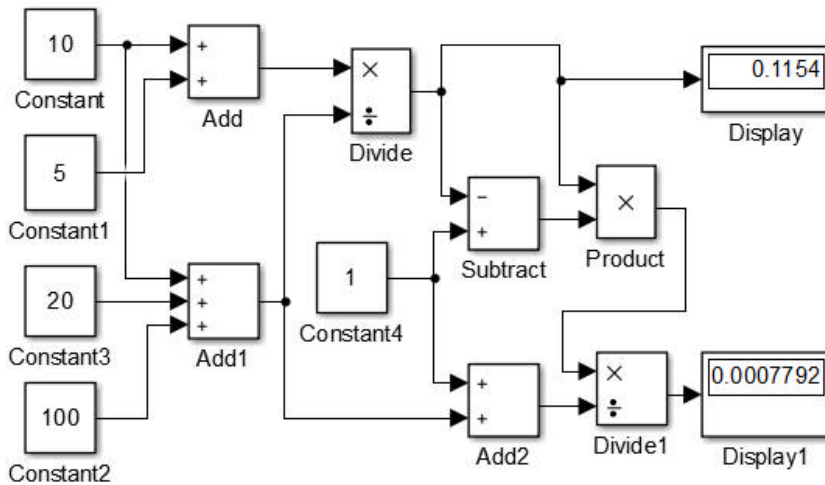 10
Constant
+
+
Add
×
÷
Divide
0.1154
Display
5
Constant1
−
+
Subtract
×
Product
20
Constant3
+
+
+
Add1
1
Constant4
100
Constant2
+
+
Add2
×
÷
Divide1
0.0007792
Display1